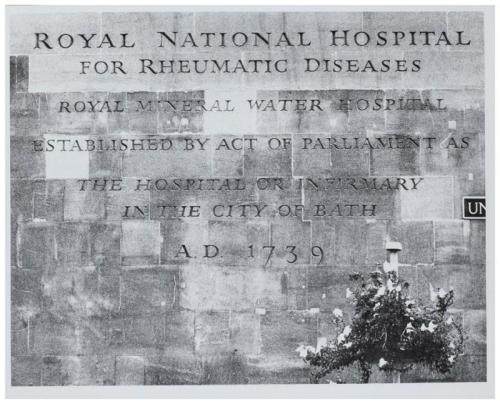 ROYAL NATIONAL HOSPITAL
FOR RHEUMATIC DISEASES
ROYAL MINERAL WATER HOSPITAL
ESTABLISHED BY ACT OF PARLIAMENT AS
THE HOSPITAL OR INFIRMARY
IN THE CITY OF BATH
A.D. 1739
UN